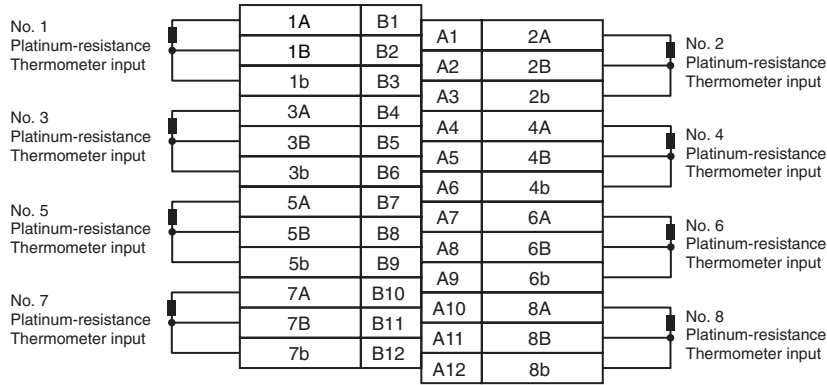 No. 1
Platinum-resistance
Thermometer input
1A B1
1B B2
1b B3
A1 2A
A2 2B
A3 2b
No. 2
Platinum-resistance
Thermometer input
No. 3
Platinum-resistance
Thermometer input
3A B4
3B B5
3b B6
A4 4A
A5 4B
A6 4b
No. 4
Platinum-resistance
Thermometer input
No. 5
Platinum-resistance
Thermometer input
5A B7
5B B8
5b B9
A7 6A
A8 6B
A9 6b
No. 6
Platinum-resistance
Thermometer input
No. 7
Platinum-resistance
Thermometer input
7A B10
7B B11
7b B12
A10 8A
A11 8B
A12 8b
No. 8
Platinum-resistance
Thermometer input